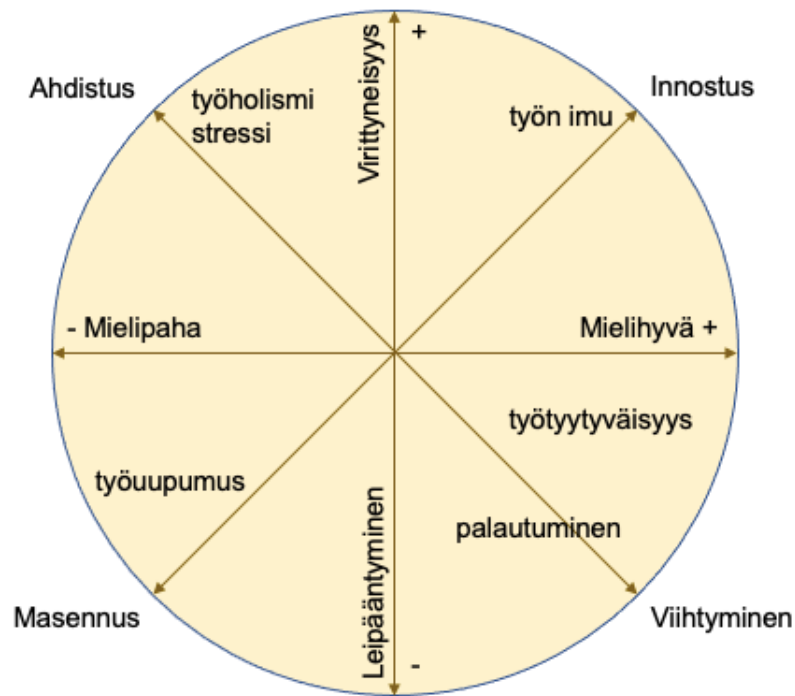 +
Virittyneisyys
Ahdistus
Innostus
työholismi
stressi
työn imu
- Mielipaha
Mielihyvä +
työtyytyväisyys
työuupumus
palautuminen
Leipääntyminen
Masennus
Viihtyminen
-